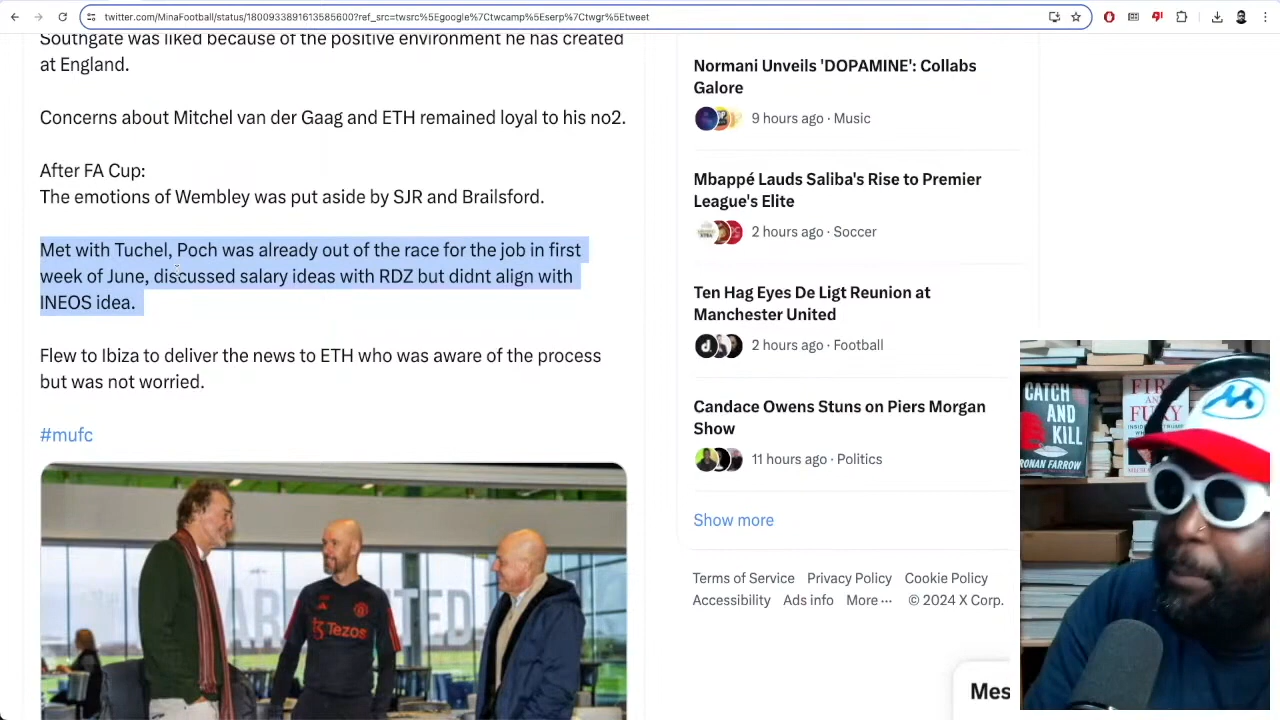 twitter.com/MinaFootball/status/1800933891613585600?ref_src=twsrc%5Egoogle%7Ctwcamp%5Eserp%7Ctwgr%5Etweet
Southgate was liked because of the positive environment he has created
at England.
Concerns about Mitchel van der Gaag and ETH remained loyal to his no2.
After FA Cup:
The emotions of Wembley was put aside by SJR and Brailsford.
Met with Tuchel, Poch was already out of the race for the job in first
week of June, discussed salary ideas with RDZ but didnt align with
INEOS idea.
Flew to Ibiza to deliver the news to ETH who was aware of the process
but was not worried.
#mufc
TEZOS
Normani Unveils 'DOPAMINE': Collabs
Galore
9 hours ago · Music
Mbappé Lauds Saliba's Rise to Premier
League's Elite
2 hours ago · Soccer
Ten Hag Eyes De Ligt Reunion at
Manchester United
2 hours ago · Football
Candace Owens Stuns on Piers Morgan
Show
11 hours ago · Politics
Show more
Terms of Service Privacy Policy Cookie Policy
Accessibility Ads info More ··· © 2024 X Corp.
Mes
CATCH
AND
KILL
RONAN FARROW
FIRE
AND
FURY